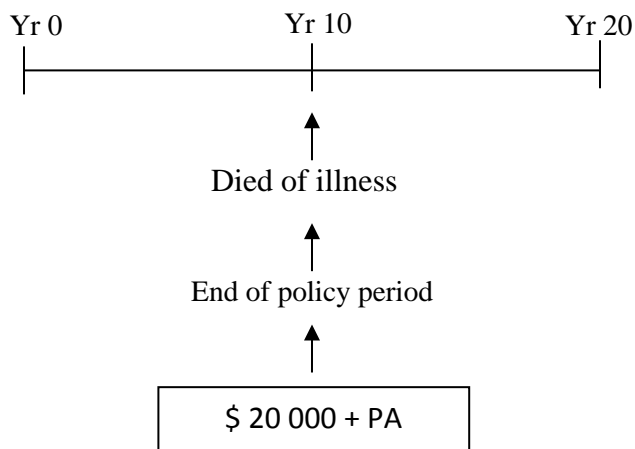 Yr 0 Yr 10 Yr 20
Died of illness
End of policy period
$ 20 000 + PA